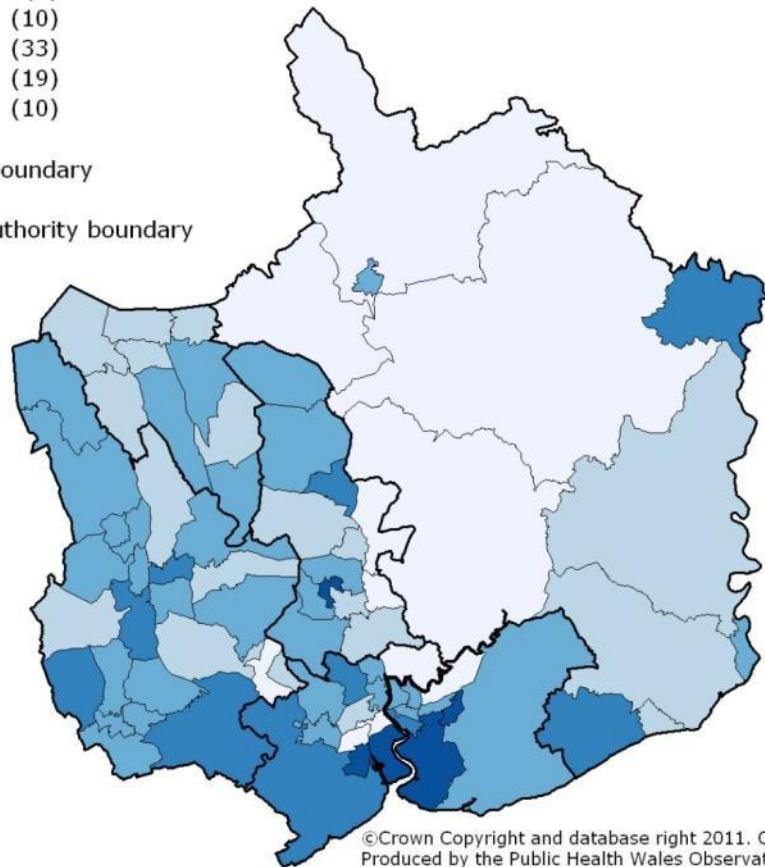 (10)
(33)
(19)
(10)
oundary
uthority boundary
©Crown Copyright and database right 2011. O
Produced by the Public Health Wales Observat